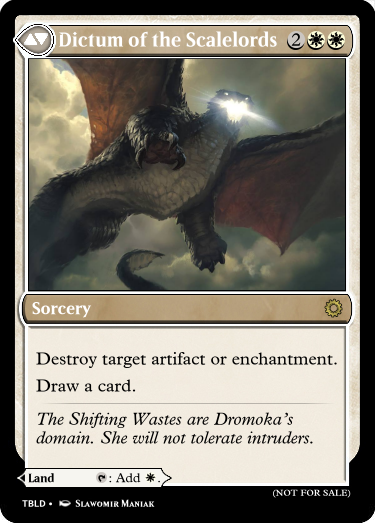 Dictum of the Scalelords 2
Sorcery
Destroy target artifact or enchantment.
Draw a card.
The Shifting Wastes are Dromoka's
domain. She will not tolerate intruders.
Land : Add .
(NOT FOR SALE)
TBLD • Slawomir Maniak